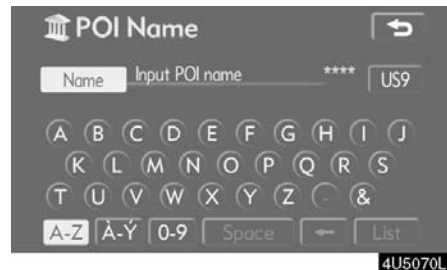 POI Name
Name Input POI name **** US9
A B C D E F G H I J
K L M N O P Q R S
T U V W X Y Z - &
A-Z À-Ý 0-9 Space ← List
4U5070L